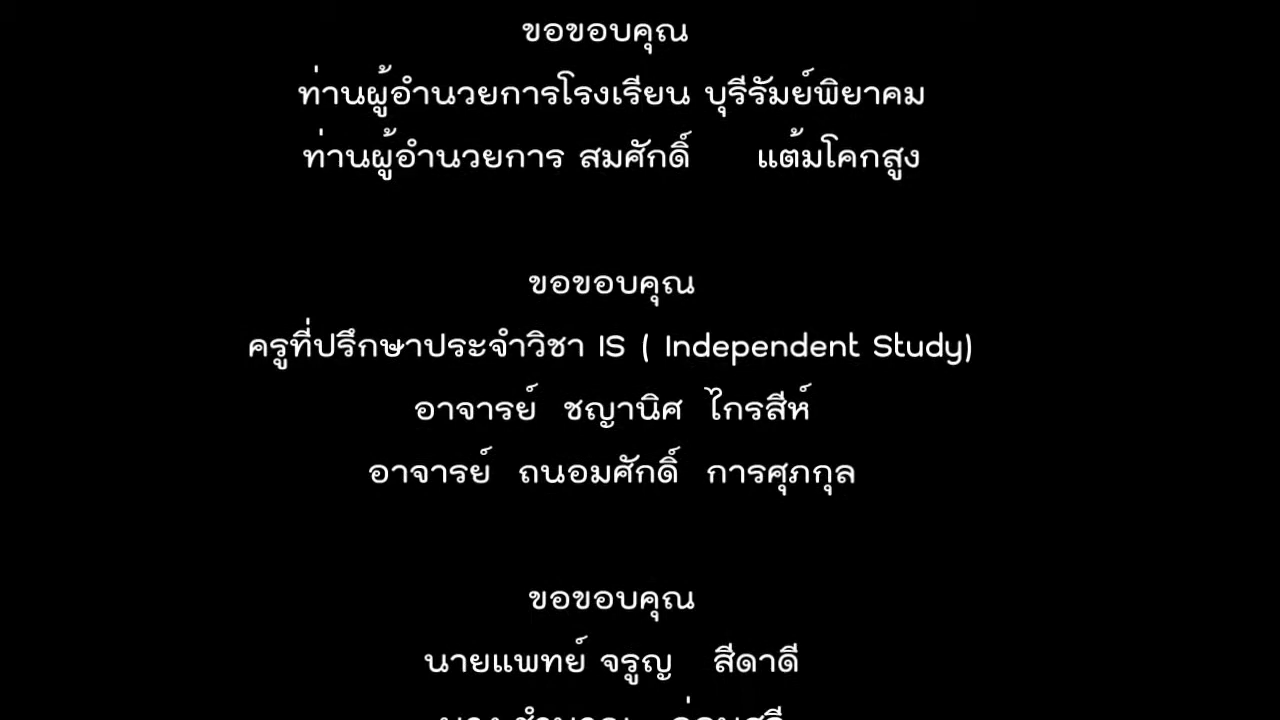 ขอขอบคุณ
ท่านผู้อำนวยการโรงเรียน บุรีรัมย์พิยาคม
ท่านผู้อำนวยการ สมศักดิ์ แต้มโคกสูง
ขอขอบคุณ
ครูที่ปรึกษาประจำวิชา IS ( Independent Study)
อาจารย์ ชญานิศ ไกรสีห์
อาจารย์ ถนอมศักดิ์ การศุภกุล
ขอขอบคุณ
นายแพทย์ จรูญ สีดาดี